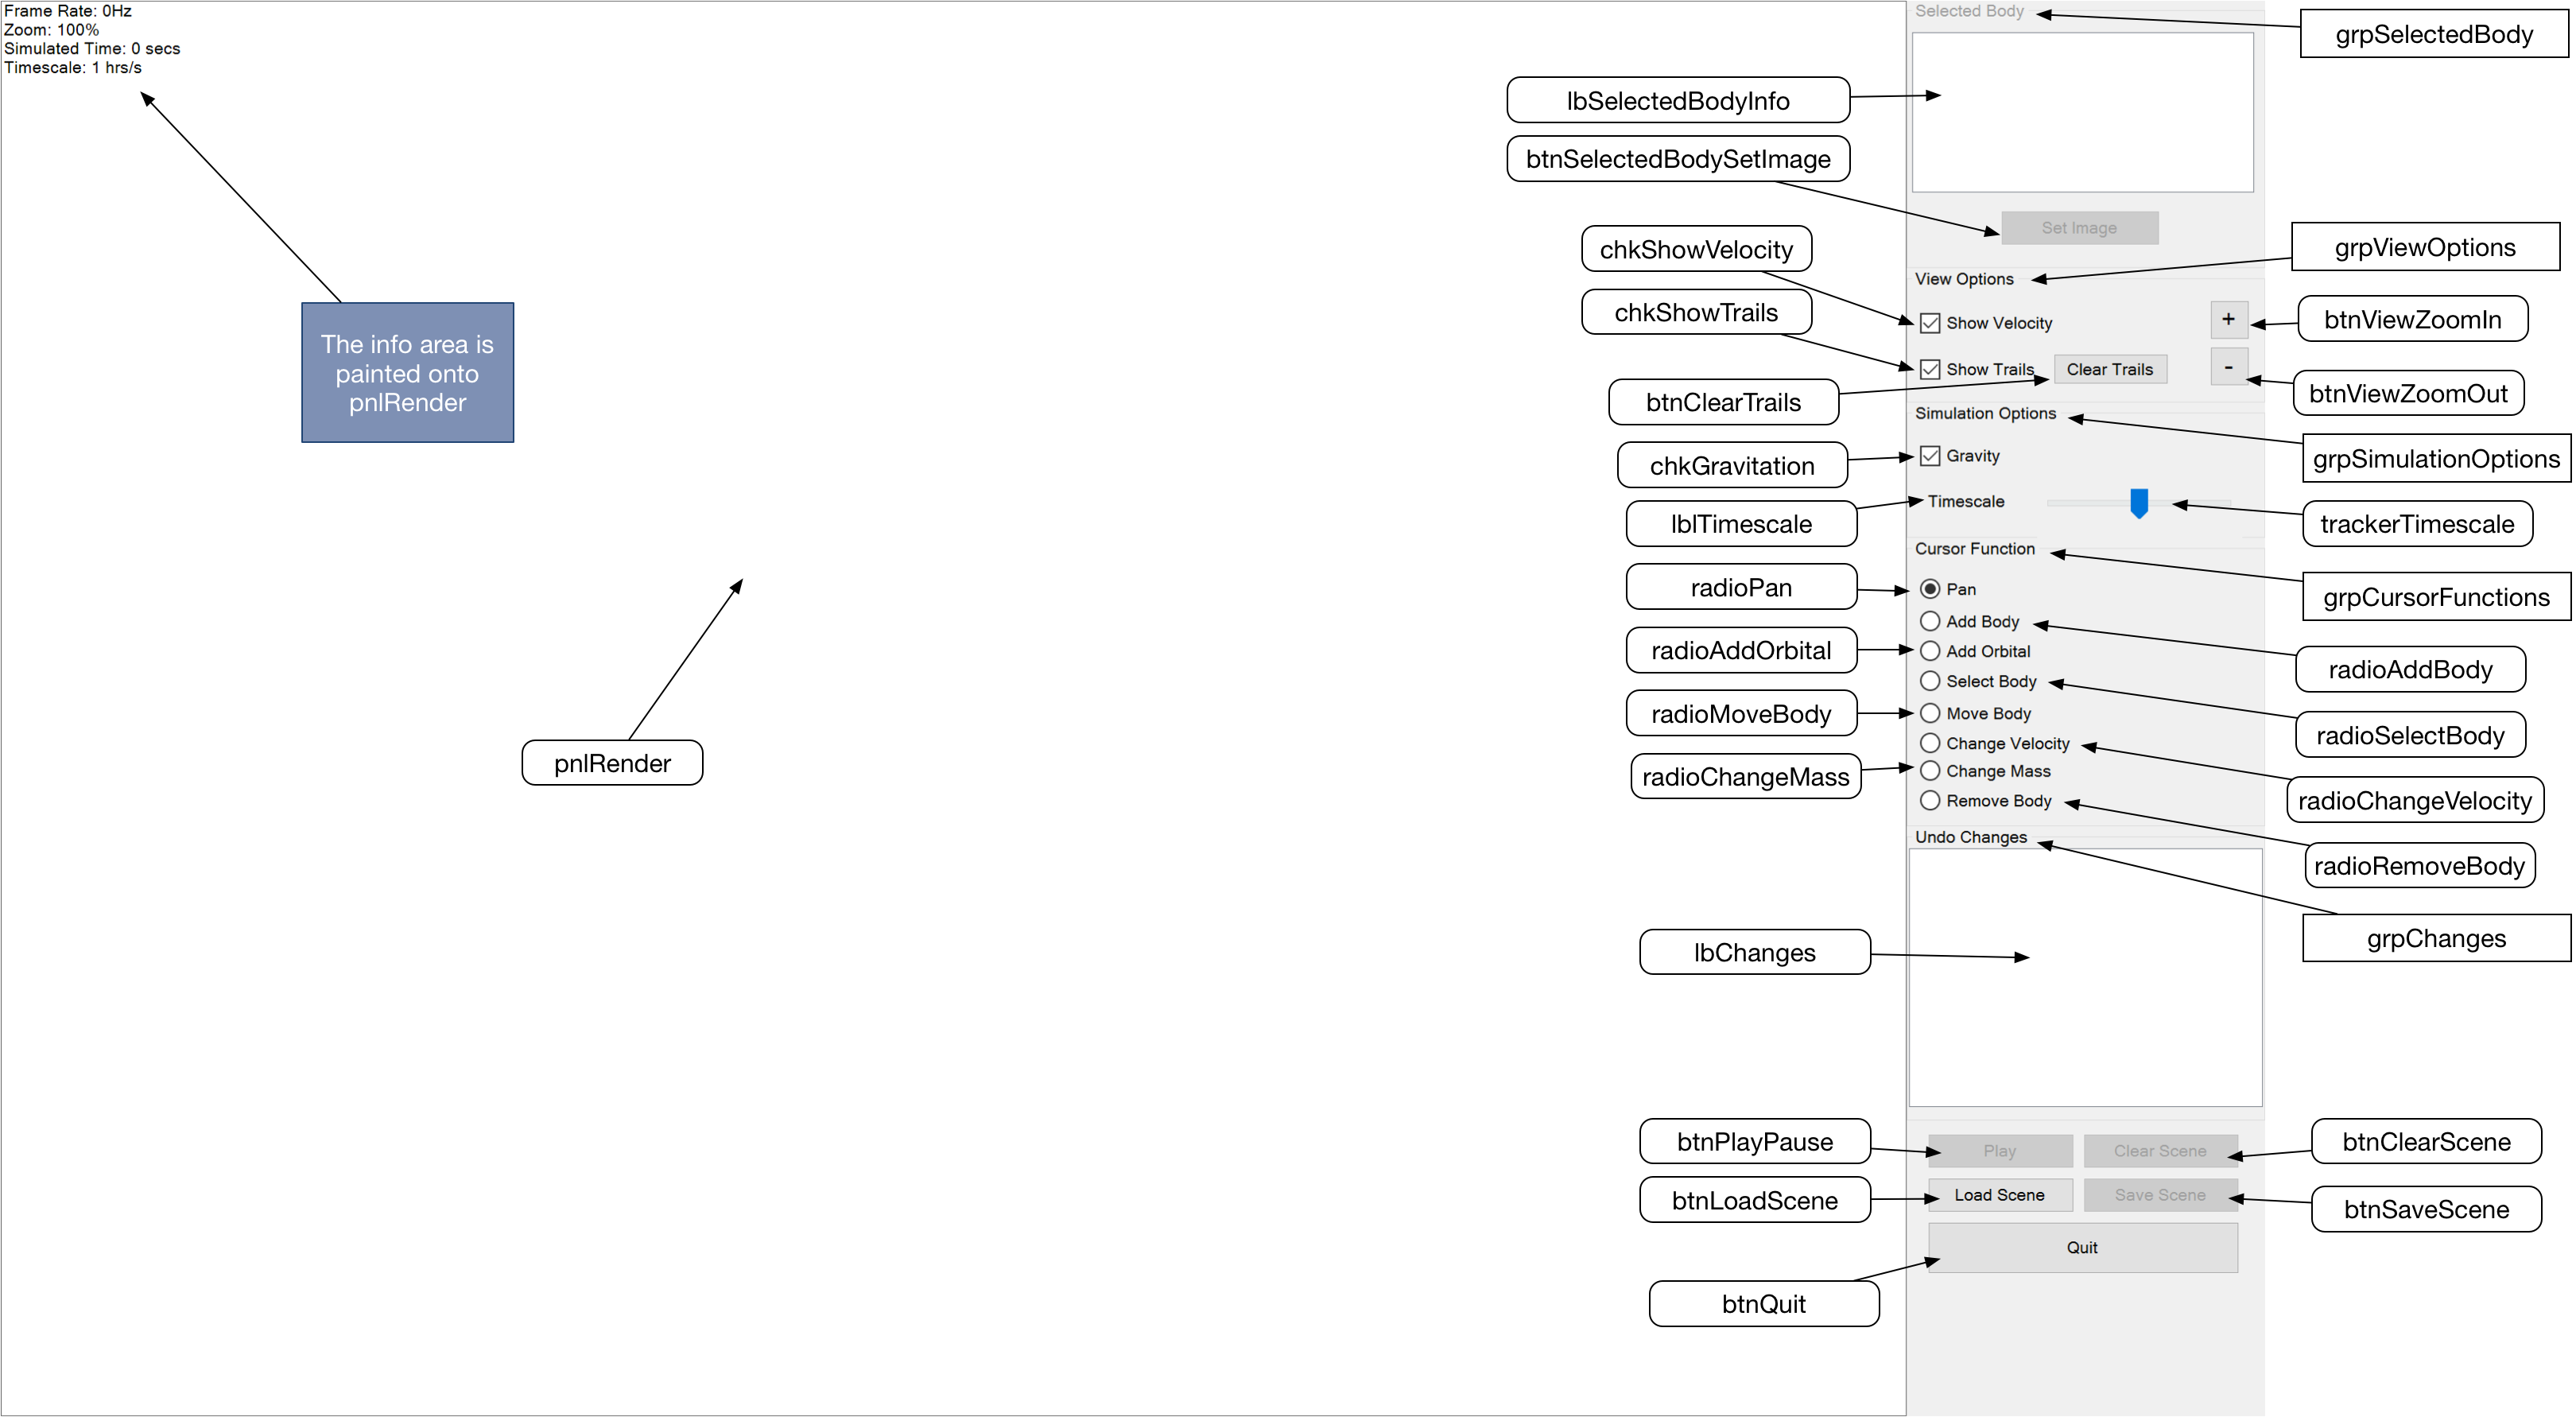 Frame Rate: 0Hz
Zoom: 100%
Simulated Time: 0 secs
Timescale: 1 hrs/s
The info area is
painted onto
pnlRender
pnlRender
Selected Body
grpSelectedBody
lbSelectedBodyInfo
btnSelectedBodySetImage
Set Image
chkShowVelocity
grpViewOptions
View Options
chkShowTrails
Show Velocity
+
btnViewZoomIn
Show Trails
Clear Trails
-
btnClearTrails
btnViewZoomOut
Simulation Options
chkGravitation
Gravity
grpSimulationOptions
lblTimescale
Timescale
trackerTimescale
Cursor Function
radioPan
Pan
grpCursorFunctions
Add Body
radioAddOrbital
Add Orbital
radioAddBody
Select Body
radioMoveBody
Move Body
radioSelectBody
Change Velocity
radioChangeMass
Change Mass
radioChangeVelocity
Remove Body
Undo Changes
radioRemoveBody
lbChanges
grpChanges
btnPlayPause
Play
Clear Scene
btnClearScene
btnLoadScene
Load Scene
Save Scene
btnSaveScene
Quit
btnQuit